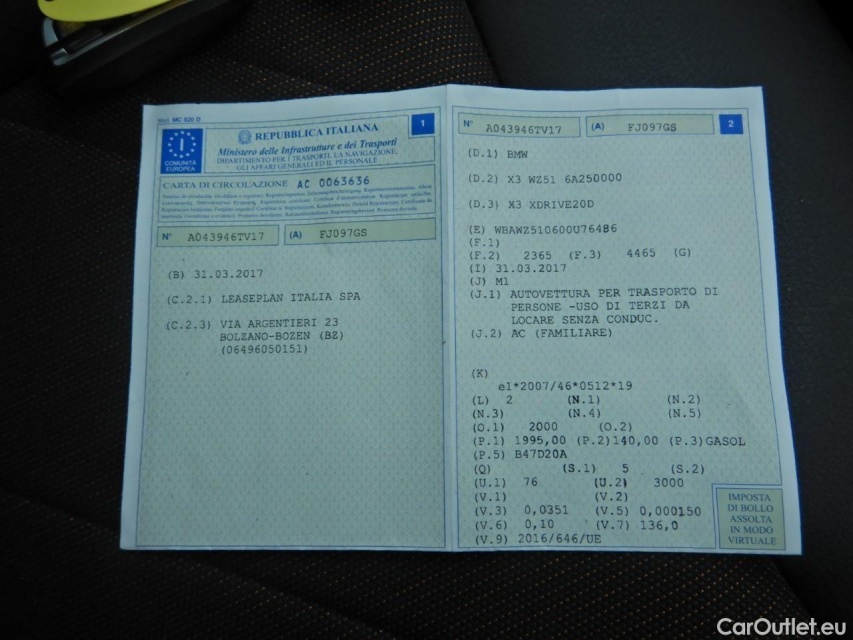 Mod. MC 820 D
1
I
COMUNITÀ
EUROPEA
REPUBBLICA ITALIANA
Ministero delle Infrastrutture e dei Trasporti
DIPARTIMENTO PER I TRASPORTI, LA NAVIGAZIONE,
GLI AFFARI GENERALI ED IL PERSONALE
CARTA DI CIRCOLAZIONE AC 0063636
N° A043946TV17 (A) FJ097GS
(B) 31.03.2017
(C.2.1) LEASEPLAN ITALIA SPA
(C.2.3) VIA ARGENTIERI 23
BOLZANO-BOZEN (BZ)
(06496050151)
N° A043946TV17 (A) FJ097GS 2
(D.1) BMW
(D.2) X3 WZ51 6A250000
(D.3) X3 XDRIVE20D
(E) WBAWZ510600U76486
(F.1)
(F.2) 2365 (F.3) 4465 (G)
(I) 31.03.2017
(J) M1
(J.1) AUTOVETTURA PER TRASPORTO DI
PERSONE -USO DI TERZI DA
LOCARE SENZA CONDUC.
(J.2) AC (FAMILIARE)
(K)
e1*2007/46*0512*19
(L) 2 (N.1) (N.2)
(N.3) (N.4) (N.5)
(O.1) 2000 (O.2)
(P.1) 1995,00 (P.2)140,00 (P.3)GASOL
(P.5) B47D20A
(Q) (S.1) 5 (S.2)
(U.1) 76 (U.2) 3000
(V.1) (V.2)
(V.3) 0,0351 (V.5) 0,000150
(V.6) 0,10 (V.7) 136,0
(V.9) 2016/646/UE
IMPOSTA
DI BOLLO
ASSOLTA
IN MODO
VIRTUALE
CarOutlet.eu